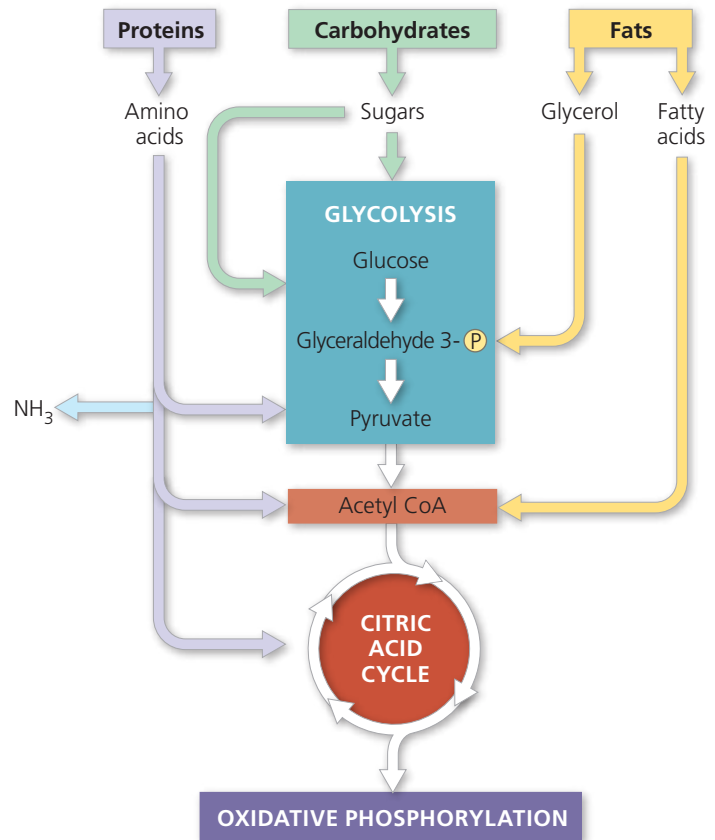 Proteins
Carbohydrates
Fats
Amino
acids
Sugars
Glycerol
Fatty
acids
GLYCOLYSIS
Glucose
Glyceraldehyde 3- P
NH3
Pyruvate
Acetyl CoA
CITRIC
ACID
CYCLE
OXIDATIVE PHOSPHORYLATION